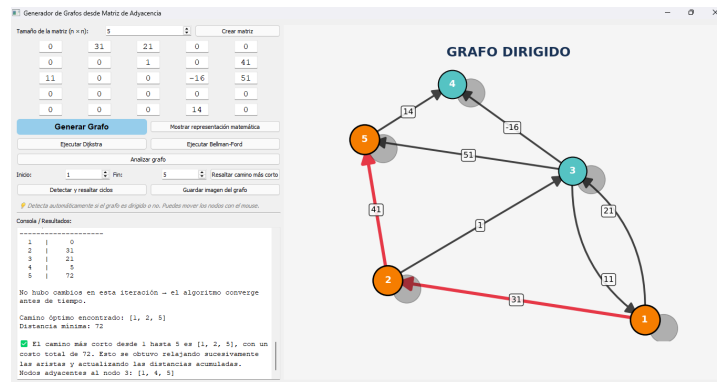 Generador de Grafos desde Matriz de Adyacencia
Tamaño de la matriz (n × n): 5 Crear matriz
0 31 21 0 0
0 0 1 0 41
11 0 0 -16 51
0 0 0 0 0
0 0 0 14 0
Generar Grafo Mostrar representación matemática
Ejecutar Dijkstra Ejecutar Bellman-Ford
Analizar grafo
Inicio: 1 Fin: 5 Resaltar camino más corto
Detectar y resaltar ciclos Guardar imagen del grafo
💡 Detecta automáticamente si el grafo es dirigido o no. Puedes mover los nodos con el mouse.
Consola / Resultados:
--------------------
1 | 0
2 | 31
3 | 21
4 | 5
5 | 72
No hubo cambios en esta iteración → el algoritmo converge
antes de tiempo.
Camino óptimo encontrado: [1, 2, 5]
Distancia mínima: 72
✅ El camino más corto desde 1 hasta 5 es [1, 2, 5], con un
costo total de 72. Esto se obtuvo relajando sucesivamente
las aristas y actualizando las distancias acumuladas.
Nodos adyacentes al nodo 3: [1, 4, 5]
GRAFO DIRIGIDO
4
14
-16
5
51
3
41
21
1
11
2
31
1